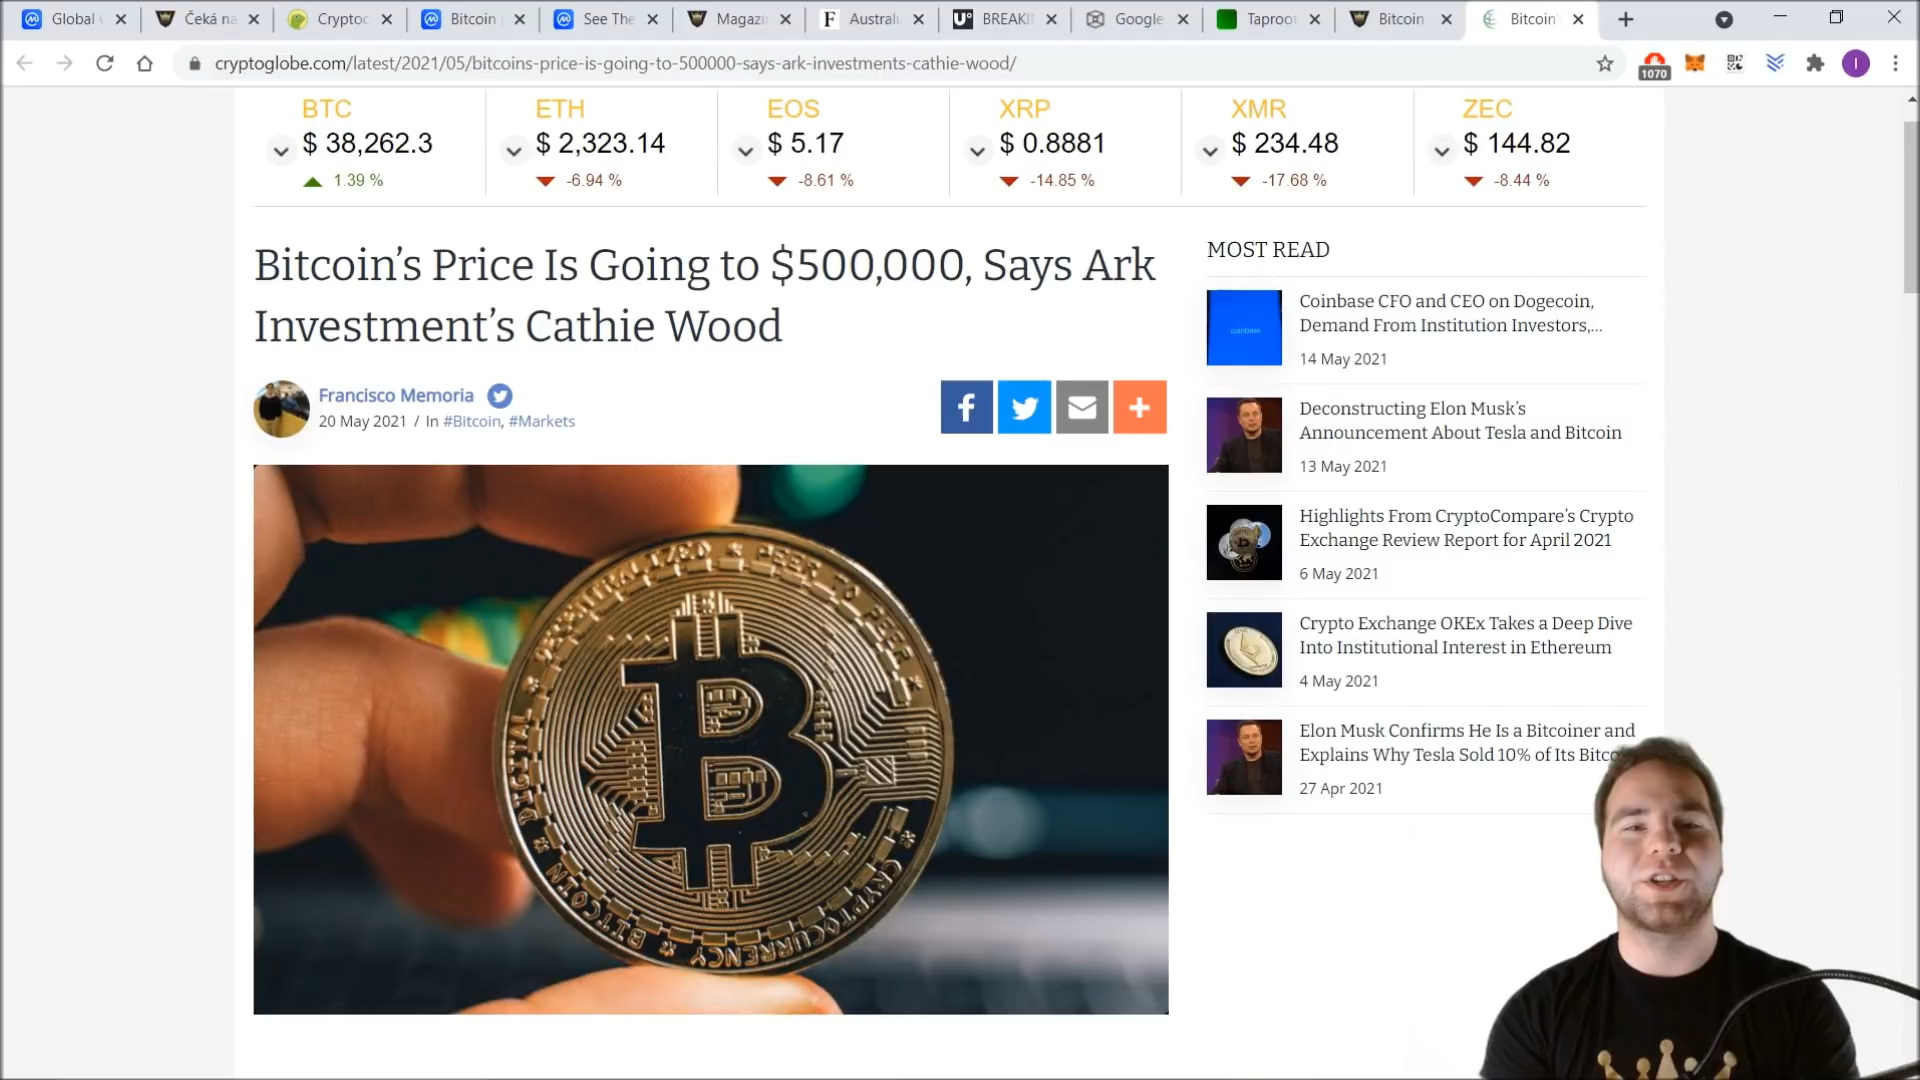 Global
Čeká n
Cryptoc
Bitcoin
See The
Magazi
Australi
BREAKI
Google
Taproo
Bitcoin
Bitcoin'
cryptoglobe.com/latest/2021/05/bitcoins-price-is-going-to-500000-says-ark-investments-cathie-wood/
1070
I
BTC
$ 38,262.3
1.39 %
ETH
$ 2,323.14
-6.94 %
EOS
$ 5.17
-8.61 %
XRP
$ 0.8881
-14.85 %
XMR
$ 234.48
-17.68 %
ZEC
$ 144.82
-8.44 %
Bitcoin’s Price Is Going to $500,000, Says Ark
Investment’s Cathie Wood
Francisco Memoria
20 May 2021 / In #Bitcoin, #Markets
DECENTRALIZED * PEER TO PEER
DIGITAL
BITCOIN * CRYPTOCURRENCY
MOST READ
coinbase
Coinbase CFO and CEO on Dogecoin,
Demand From Institution Investors,...
14 May 2021
Deconstructing Elon Musk’s
Announcement About Tesla and Bitcoin
13 May 2021
Highlights From CryptoCompare’s Crypto
Exchange Review Report for April 2021
6 May 2021
Crypto Exchange OKEx Takes a Deep Dive
Into Institutional Interest in Ethereum
4 May 2021
Elon Musk Confirms He Is a Bitcoiner and
Explains Why Tesla Sold 10% of Its Bitco
27 Apr 2021